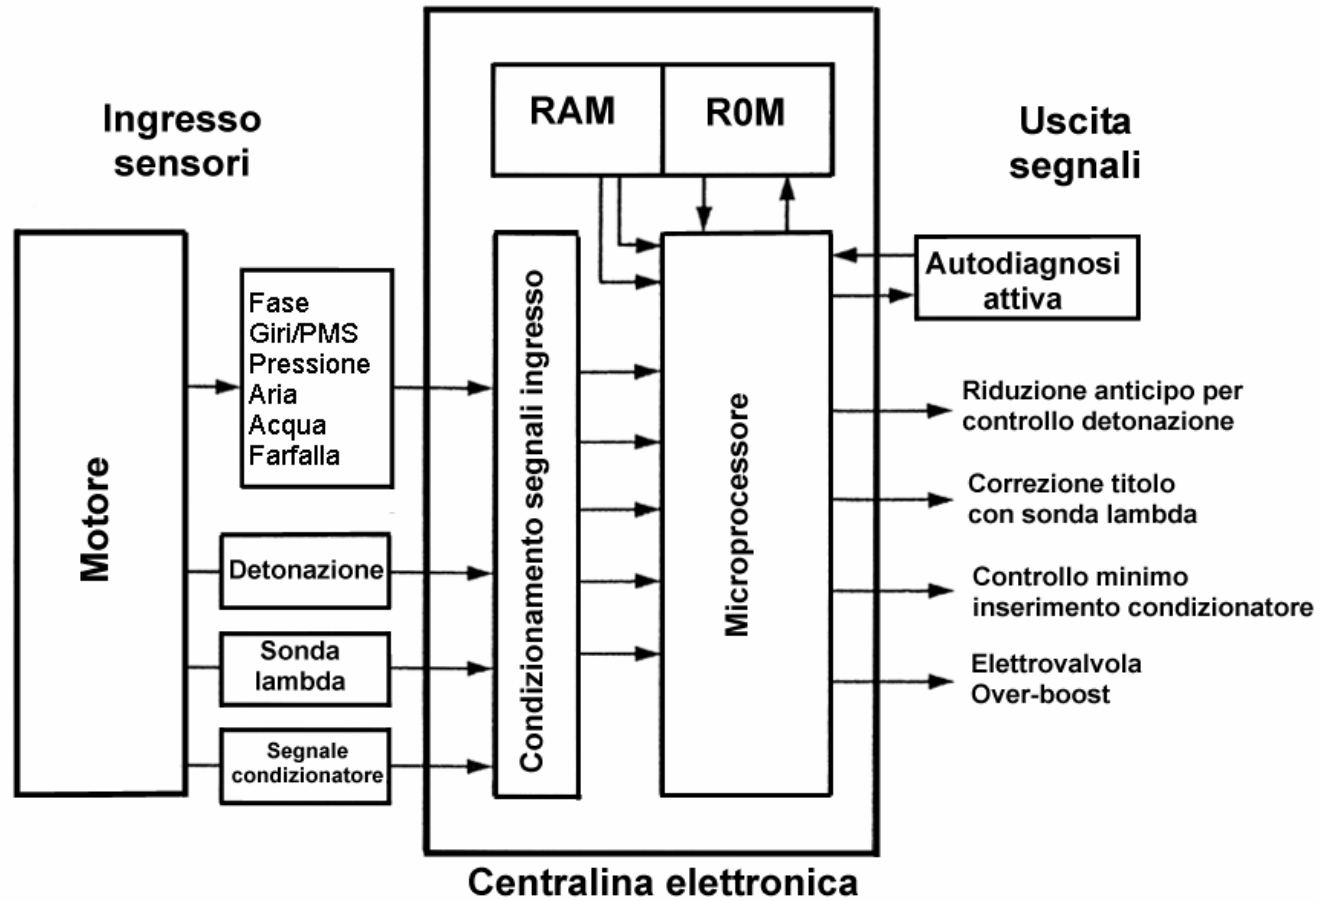 Ingresso
sensori
RAM
R0M
Uscita
segnali
Motore
Fase
Giri/PMS
Pressione
Aria
Acqua
Farfalla
Detonazione
Sonda
lambda
Segnale
condizionatore
Condizionamento segnali ingresso
Microprocessore
Autodiagnosi
attiva
Riduzione anticipo per
controllo detonazione
Correzione titolo
con sonda lambda
Controllo minimo
inserimento condizionatore
Elettrovalvola
Over-boost
Centralina elettronica